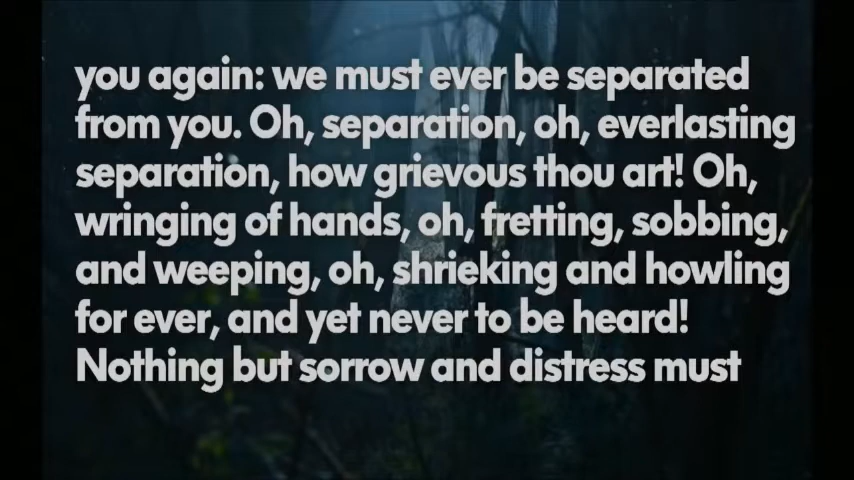 you again: we must ever be separated
from you. Oh, separation, oh, everlasting
separation, how grievous thou art! Oh,
wringing of hands, oh, fretting, sobbing,
and weeping, oh, shrieking and howling
for ever, and yet never to be heard!
Nothing but sorrow and distress must